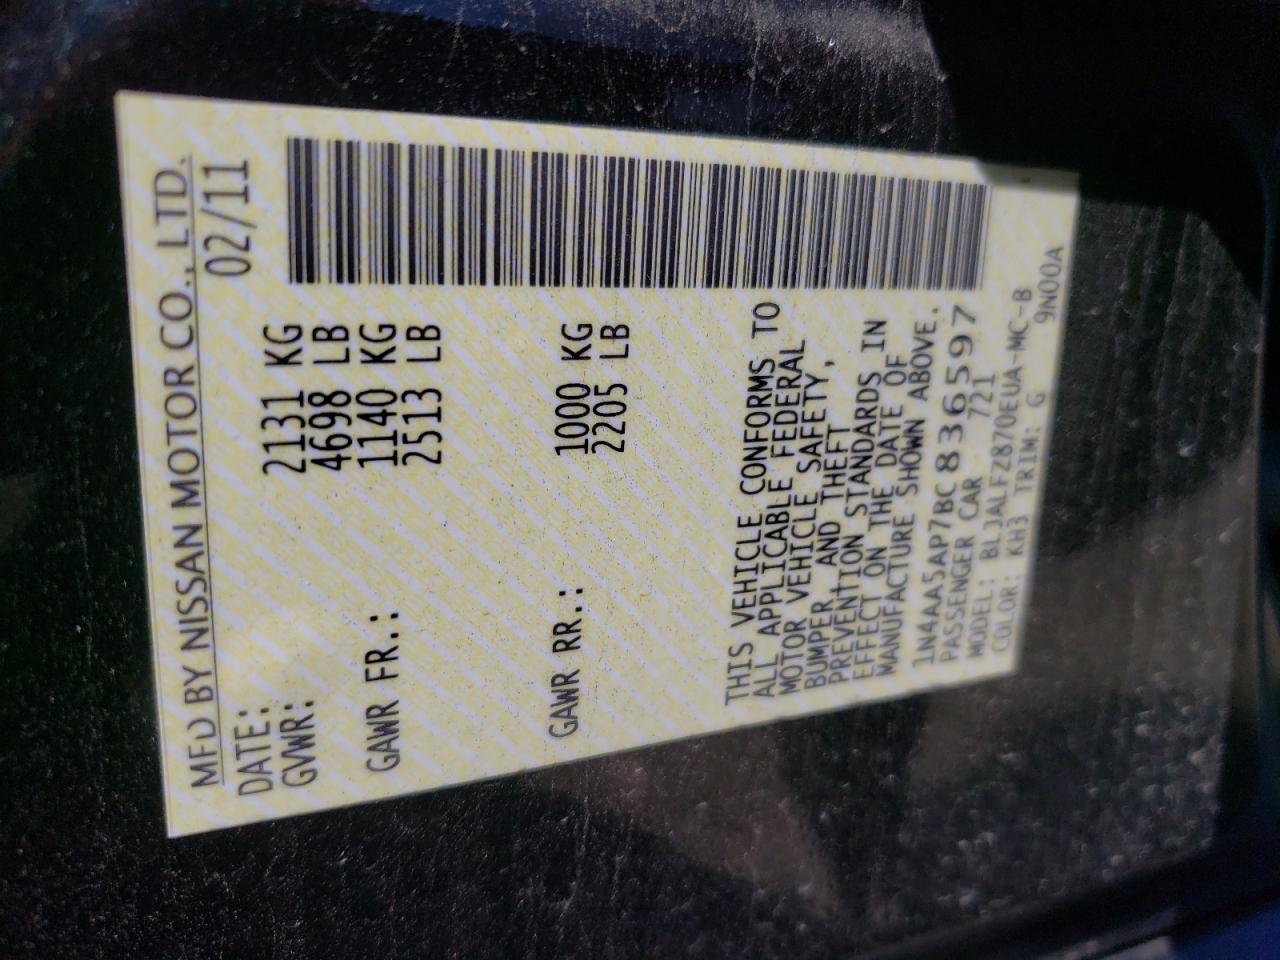 MFD BY NISSAN MOTOR CO., LTD.
DATE: 02/11
GVWR: 2131 KG
4698 LB
GAWR FR.: 1140 KG
2513 LB
GAWR RR.: 1000 KG
2205 LB
THIS VEHICLE CONFORMS TO
ALL APPLICABLE FEDERAL
MOTOR VEHICLE SAFETY,
BUMPER, AND THEFT
PREVENTION STANDARDS IN
EFFECT ON THE DATE OF
MANUFACTURE SHOWN ABOVE.
1N4AA5AP7BC836597
PASSENGER CAR 721
MODEL: BLJALFZ870EUA-MC-B
COLOR: KH3 TRIM: G 9N00A